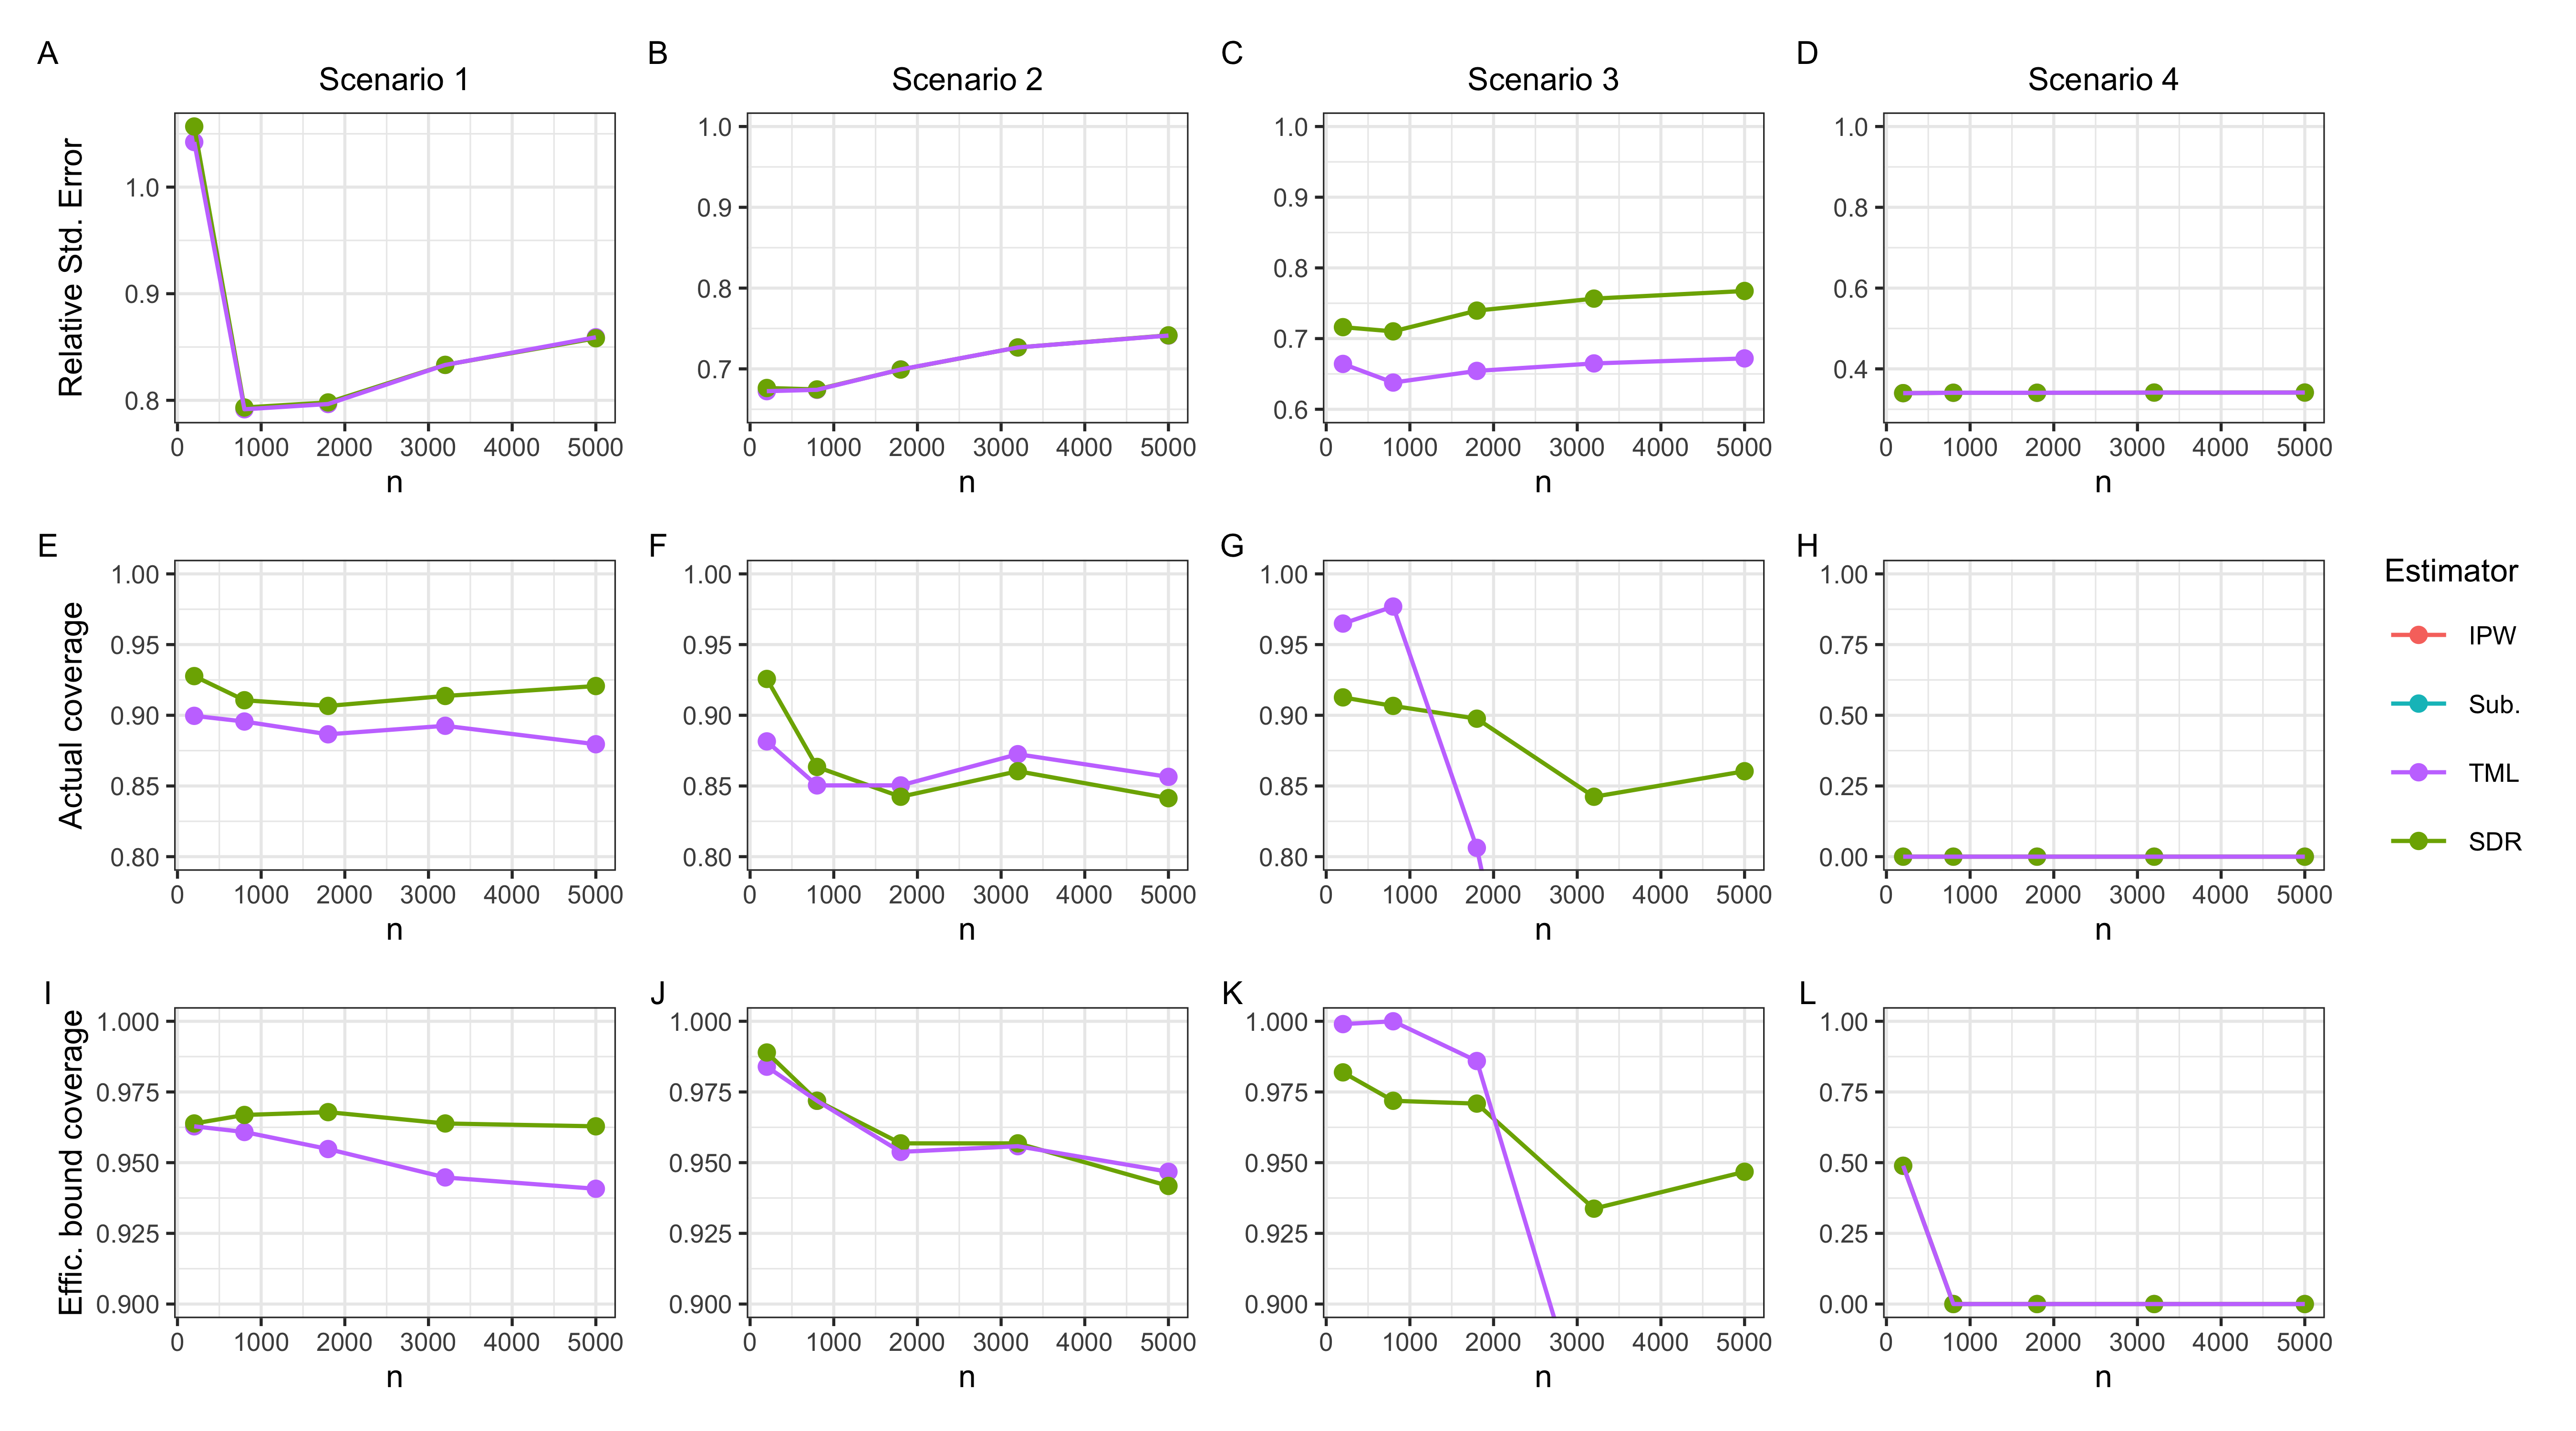 A
B
C
D
Scenario 1
Scenario 2
Scenario 3
Scenario 4
Relative Std. Error
1.0
0.9
0.8
0 1000 2000 3000 4000 5000
n
1.0
0.9
0.8
0.7
0 1000 2000 3000 4000 5000
n
1.0
0.9
0.8
0.7
0.6
0 1000 2000 3000 4000 5000
n
1.0
0.8
0.6
0.4
0 1000 2000 3000 4000 5000
n
E
F
G
H
Actual coverage
1.00
0.95
0.90
0.85
0.80
0 1000 2000 3000 4000 5000
n
1.00
0.95
0.90
0.85
0.80
0 1000 2000 3000 4000 5000
n
1.00
0.95
0.90
0.85
0.80
0 1000 2000 3000 4000 5000
n
1.00
0.75
0.50
0.25
0.00
0 1000 2000 3000 4000 5000
n
Estimator
IPW
Sub.
TML
SDR
I
J
K
L
Effic. bound coverage
1.000
0.975
0.950
0.925
0.900
0 1000 2000 3000 4000 5000
n
1.000
0.975
0.950
0.925
0.900
0 1000 2000 3000 4000 5000
n
1.000
0.975
0.950
0.925
0.900
0 1000 2000 3000 4000 5000
n
1.00
0.75
0.50
0.25
0.00
0 1000 2000 3000 4000 5000
n